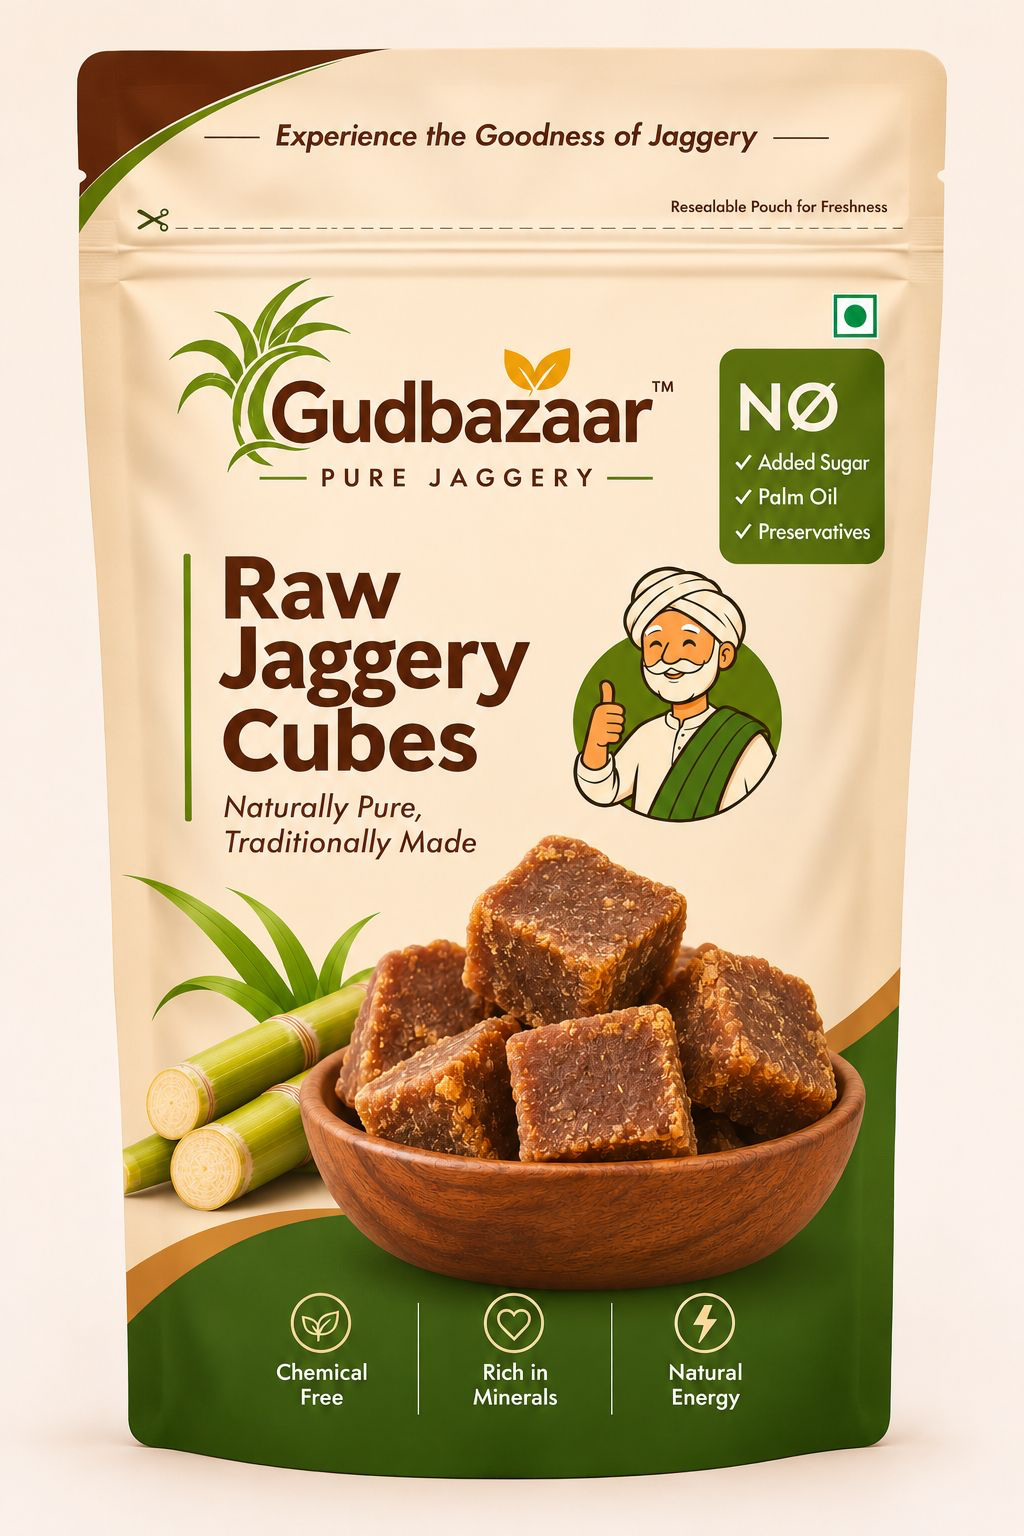 Experience the Goodness of Jaggery
Resealable Pouch for Freshness
Gudbazaar™
PURE JAGGERY
NØ
✓ Added Sugar
✓ Palm Oil
✓ Preservatives
Raw
Jaggery
Cubes
Naturally Pure,
Traditionally Made
Chemical
Free
Rich in
Minerals
Natural
Energy